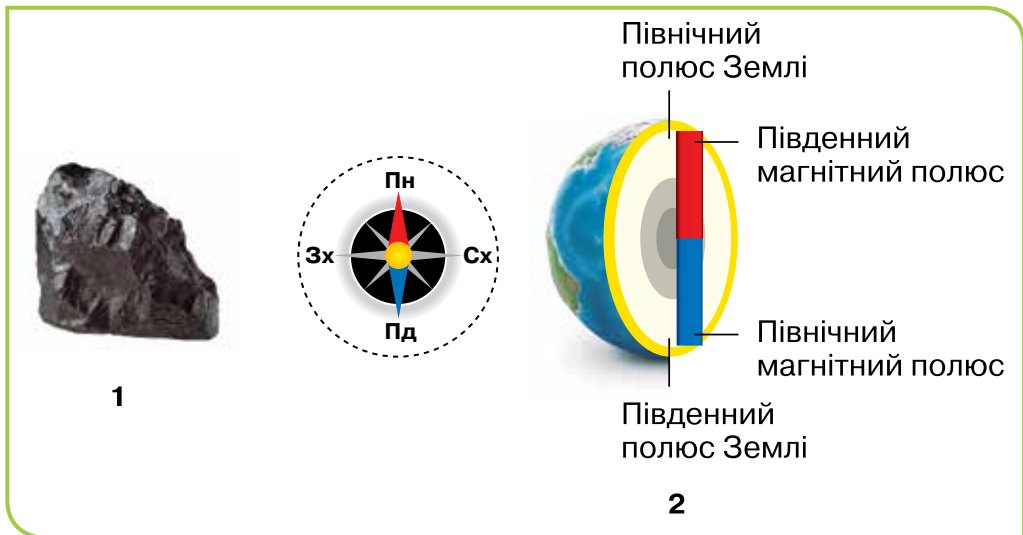 Північний
полюс Землі
Південний
магнітний полюс
Пн
Зх
Сх
Пд
Північний
магнітний полюс
1
Південний
полюс Землі
2